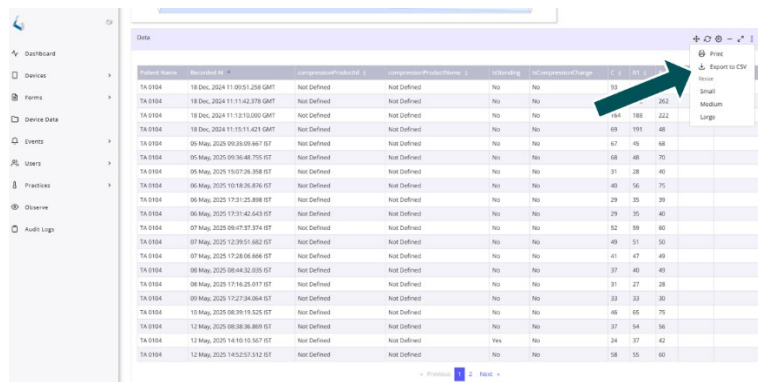 Data
Print
Export to CSV
Resize
Small
Medium
Large
Dashboard
Devices
Forms
Device Data
Events
Users
Practices
Observe
Audit Logs
Patient Name Recorded At compressionProductId compressionProductName isStanding isCompressionChange C B1
TA 0104 18 Dec, 2024 11:09:51.258 GMT Not Defined Not Defined No No 93
TA 0104 18 Dec, 2024 11:11:42.378 GMT Not Defined Not Defined No No 262
TA 0104 18 Dec, 2024 11:13:10.000 GMT Not Defined Not Defined No No 164 188 222
TA 0104 18 Dec, 2024 11:15:11.421 GMT Not Defined Not Defined No No 69 191 48
TA 0104 05 May, 2025 09:35:09.667 IST Not Defined Not Defined No No 67 45 68
TA 0104 05 May, 2025 09:36:48.755 IST Not Defined Not Defined No No 68 48 70
TA 0104 05 May, 2025 15:07:26.358 IST Not Defined Not Defined No No 31 28 40
TA 0104 06 May, 2025 10:18:26.876 IST Not Defined Not Defined No No 40 56 75
TA 0104 06 May, 2025 17:31:25.898 IST Not Defined Not Defined No No 29 35 39
TA 0104 06 May, 2025 17:31:42.643 IST Not Defined Not Defined No No 29 35 40
TA 0104 07 May, 2025 09:47:37.374 IST Not Defined Not Defined No No 52 59 60
TA 0104 07 May, 2025 12:39:51.682 IST Not Defined Not Defined No No 49 51 50
TA 0104 07 May, 2025 17:28:06.666 IST Not Defined Not Defined No No 41 47 49
TA 0104 08 May, 2025 08:44:32.035 IST Not Defined Not Defined No No 37 40 49
TA 0104 08 May, 2025 17:16:25.017 IST Not Defined Not Defined No No 31 27 28
TA 0104 09 May, 2025 17:27:34.064 IST Not Defined Not Defined No No 33 33 30
TA 0104 10 May, 2025 08:39:19.525 IST Not Defined Not Defined No No 46 65 75
TA 0104 12 May, 2025 08:38:36.869 IST Not Defined Not Defined No No 37 54 56
TA 0104 12 May, 2025 14:10:10.567 IST Not Defined Not Defined Yes No 24 37 42
TA 0104 12 May, 2025 14:52:57.512 IST Not Defined Not Defined No No 58 55 60
« Previous 1 2 Next »